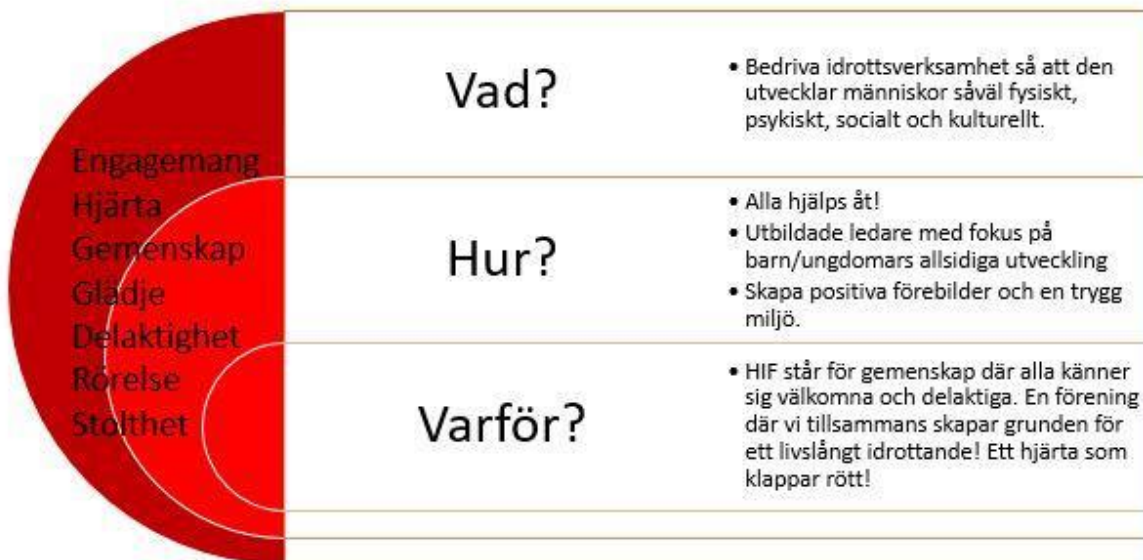 Engagemang
Hjärta
Gemenskap
Glädje
Delaktighet
Rörelse
Stolthet
Vad?
• Bedriva idrottsverksamhet så att den
utvecklar människor såväl fysiskt,
psykiskt, socialt och kulturellt.
Hur?
• Alla hjälps åt!
• Utbildade ledare med fokus på
barn/ungdomars allsidiga utveckling
• Skapa positiva förebilder och en trygg
miljö.
Varför?
• HIF står för gemenskap där alla känner
sig välkomna och delaktiga. En förening
där vi tillsammans skapar grunden för
ett livslångt idrottande! Ett hjärta som
klappar rött!